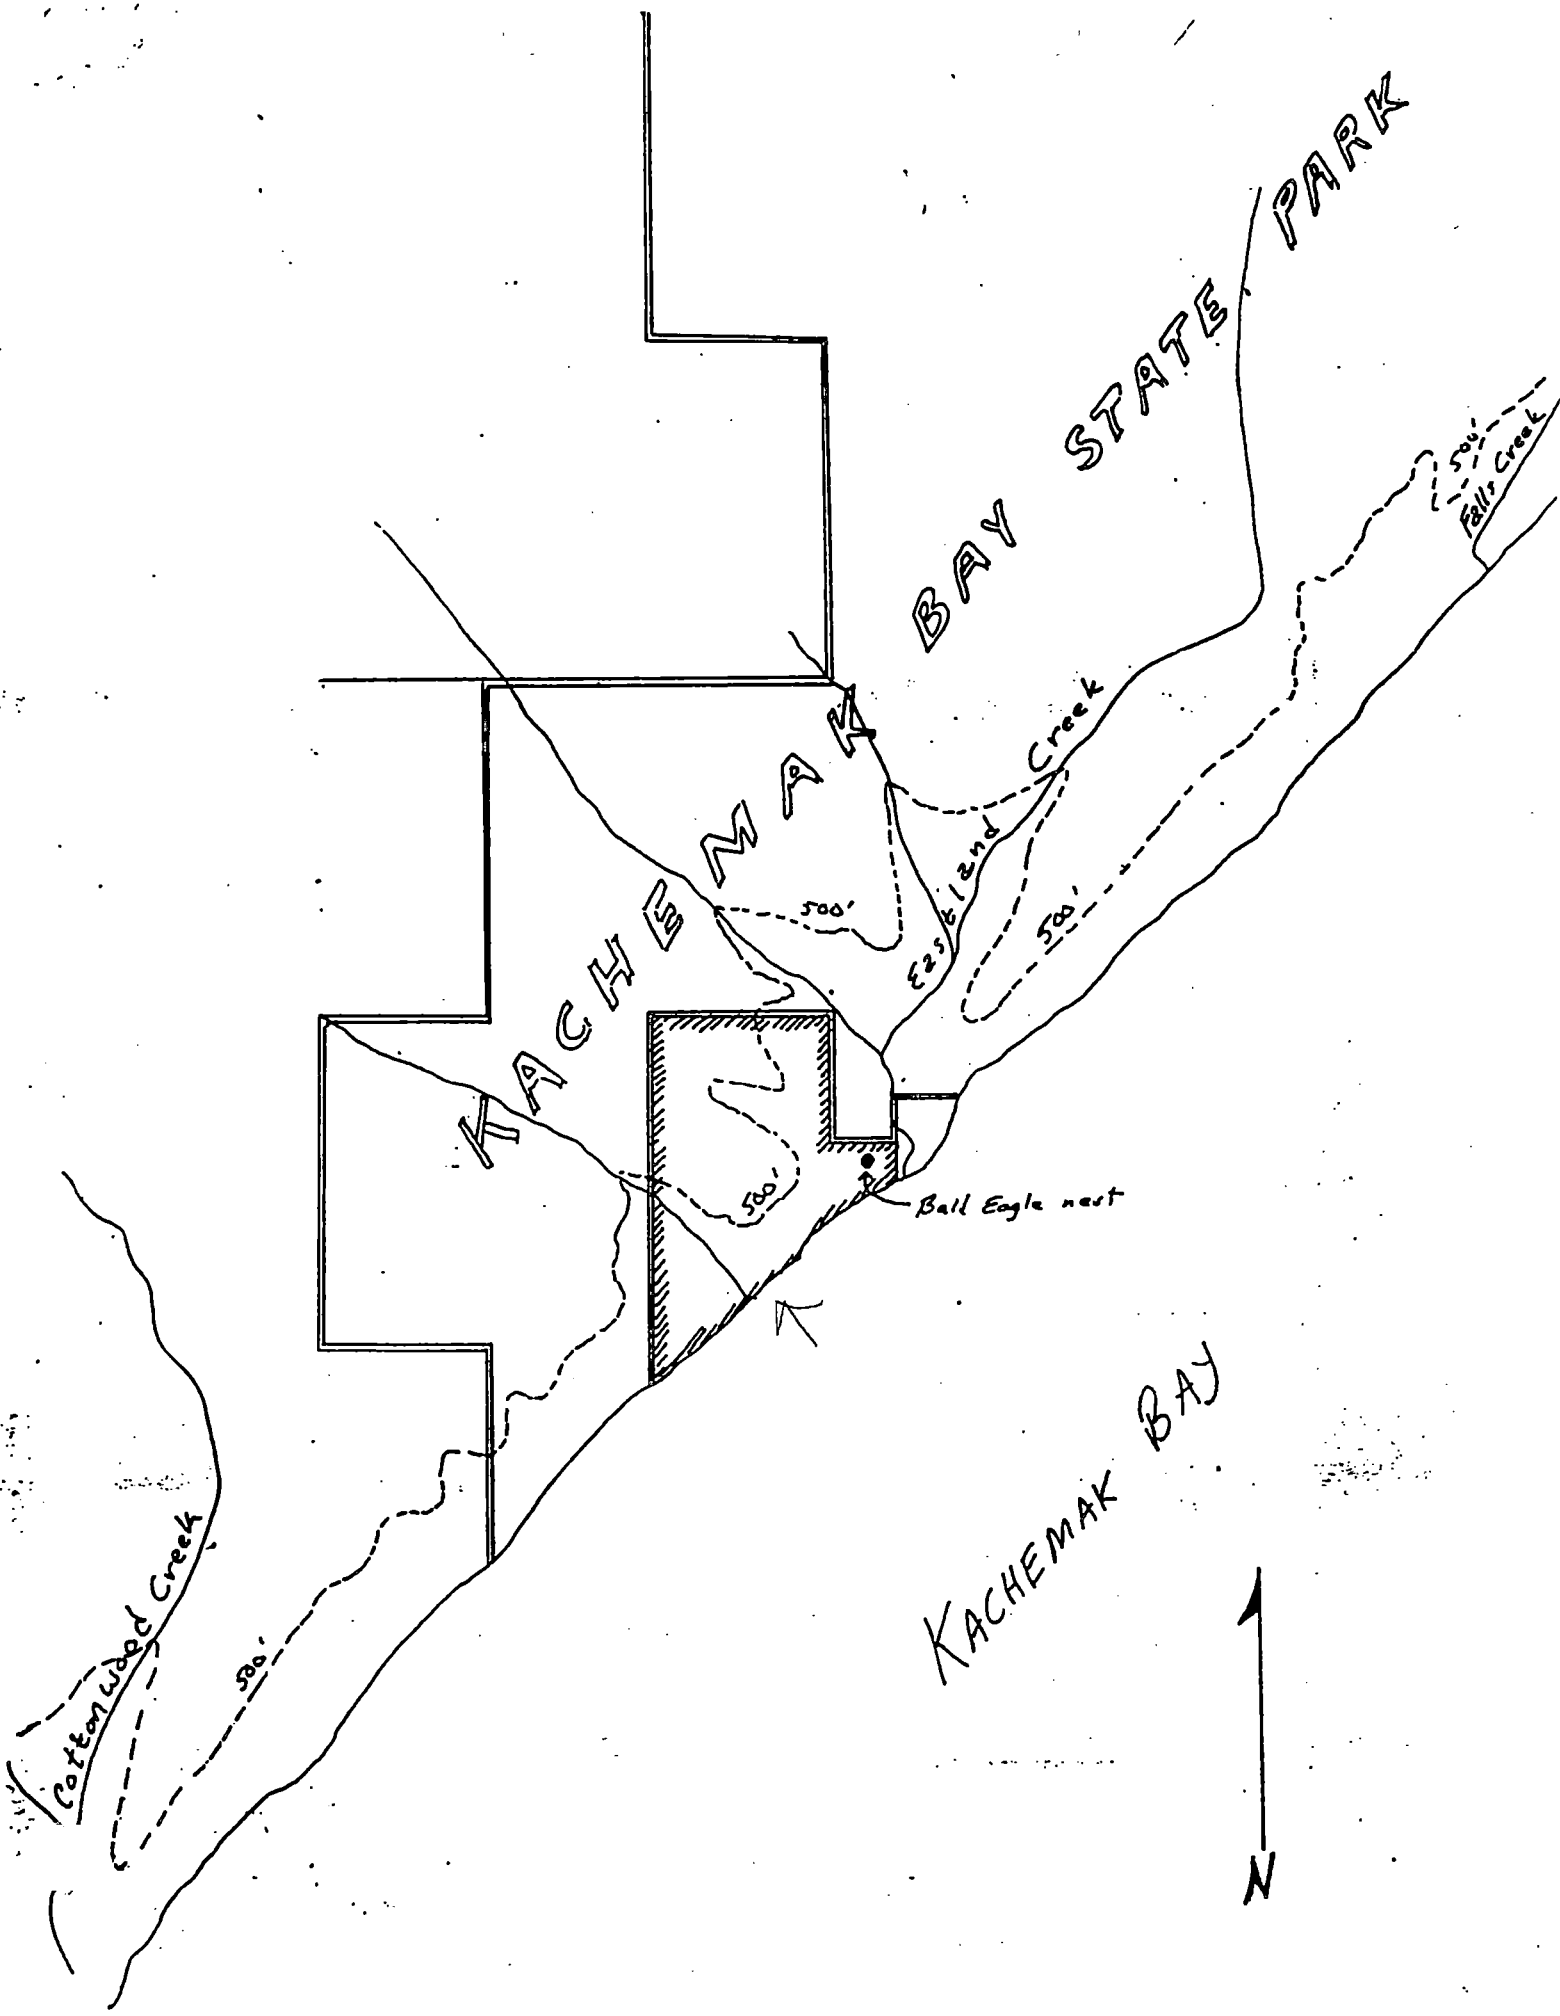 KACHEMAK BAY STATE PARK
500'
Falls Creek
Eastland Creek
500'
500'
500'
Bald Eagle nest
KACHEMAK BAY
Cottonwood Creek
500'
N